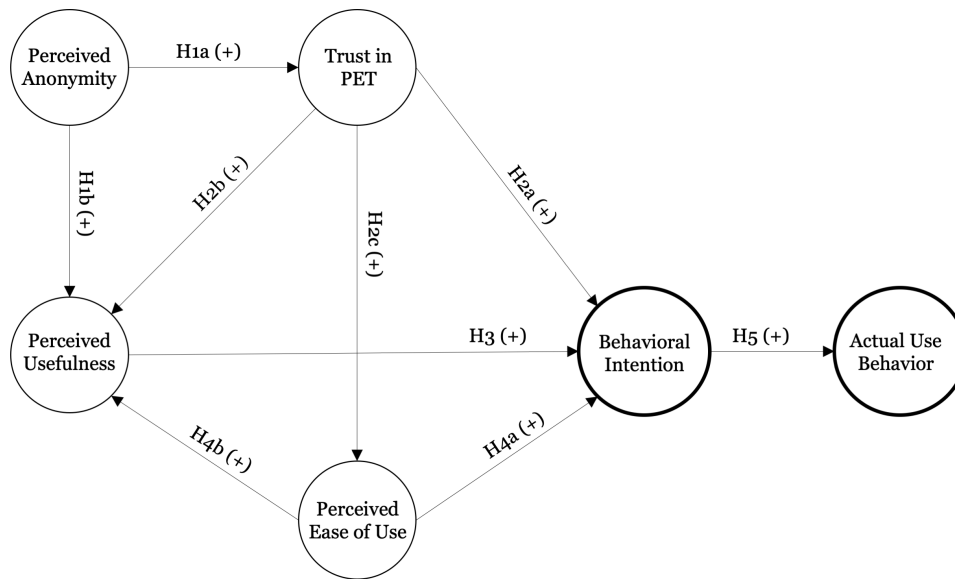 Perceived
Anonymity
H1a (+)
Trust in
PET
H1b (+)
H2b (+)
H2c (+)
H2a (+)
Perceived
Usefulness
H3 (+)
Behavioral
Intention
H5 (+)
Actual Use
Behavior
H4b (+)
H4a (+)
Perceived
Ease of Use